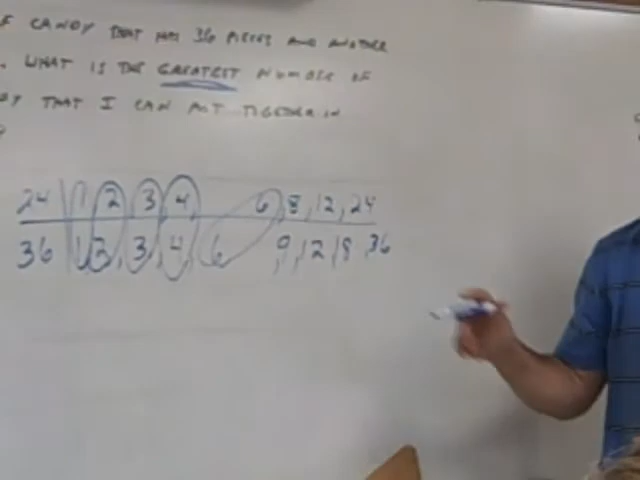 F CANDY THAT HAS 36 PIECES AND ANOTHER
. WHAT IS THE GREATEST NUMBER OF
DY THAT I CAN PUT TOGETHER IN
?
24 1 2, 3, 4, 6, 8, 12, 24
36 1, 2, 3, 4, 6 9, 12, 18, 36